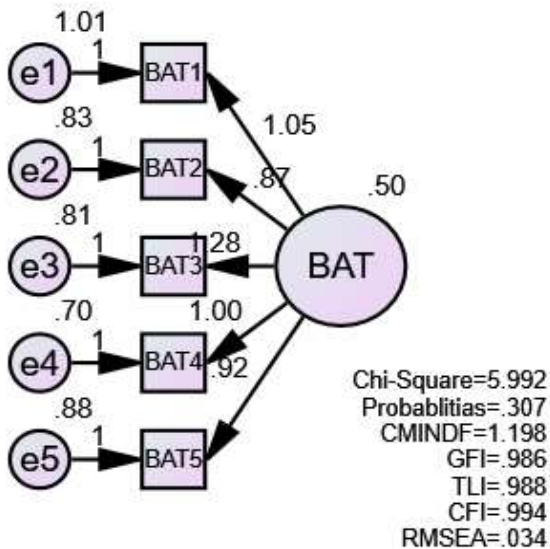 1.01
e1 1 BAT1
1.05
.83
e2 1 BAT2
.87 .50
.81
e3 1 BAT3 1.28 BAT
.70 1.00
e4 1 BAT4
.92
.88
e5 1 BAT5
Chi-Square=5.992
Probablitias=.307
CMINDF=1.198
GFI=.986
TLI=.988
CFI=.994
RMSEA=.034